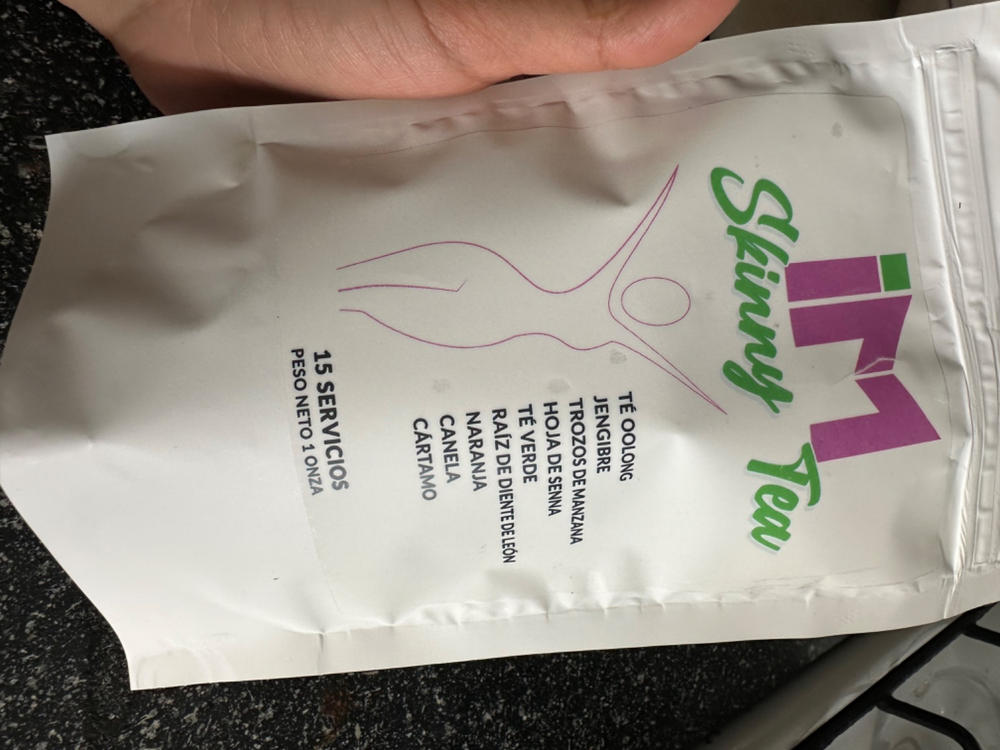 im
Skinny Tea
TÉ OOLONG
JENGIBRE
TROZOS DE MANZANA
HOJA DE SENNA
TÉ VERDE
RAÍZ DE DIENTE DE LEÓN
NARANJA
CANELA
CÁRTAMO
15 SERVICIOS
PESO NETO 1 ONZA